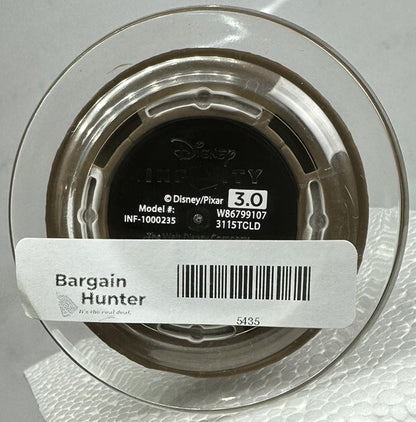 Disney
INFINITY
© Disney/Pixar 3.0
Model #: W86799107
INF-1000235 3115TCLD
The Walt Disney Company
Bargain
Hunter
It's the real deal.
5435